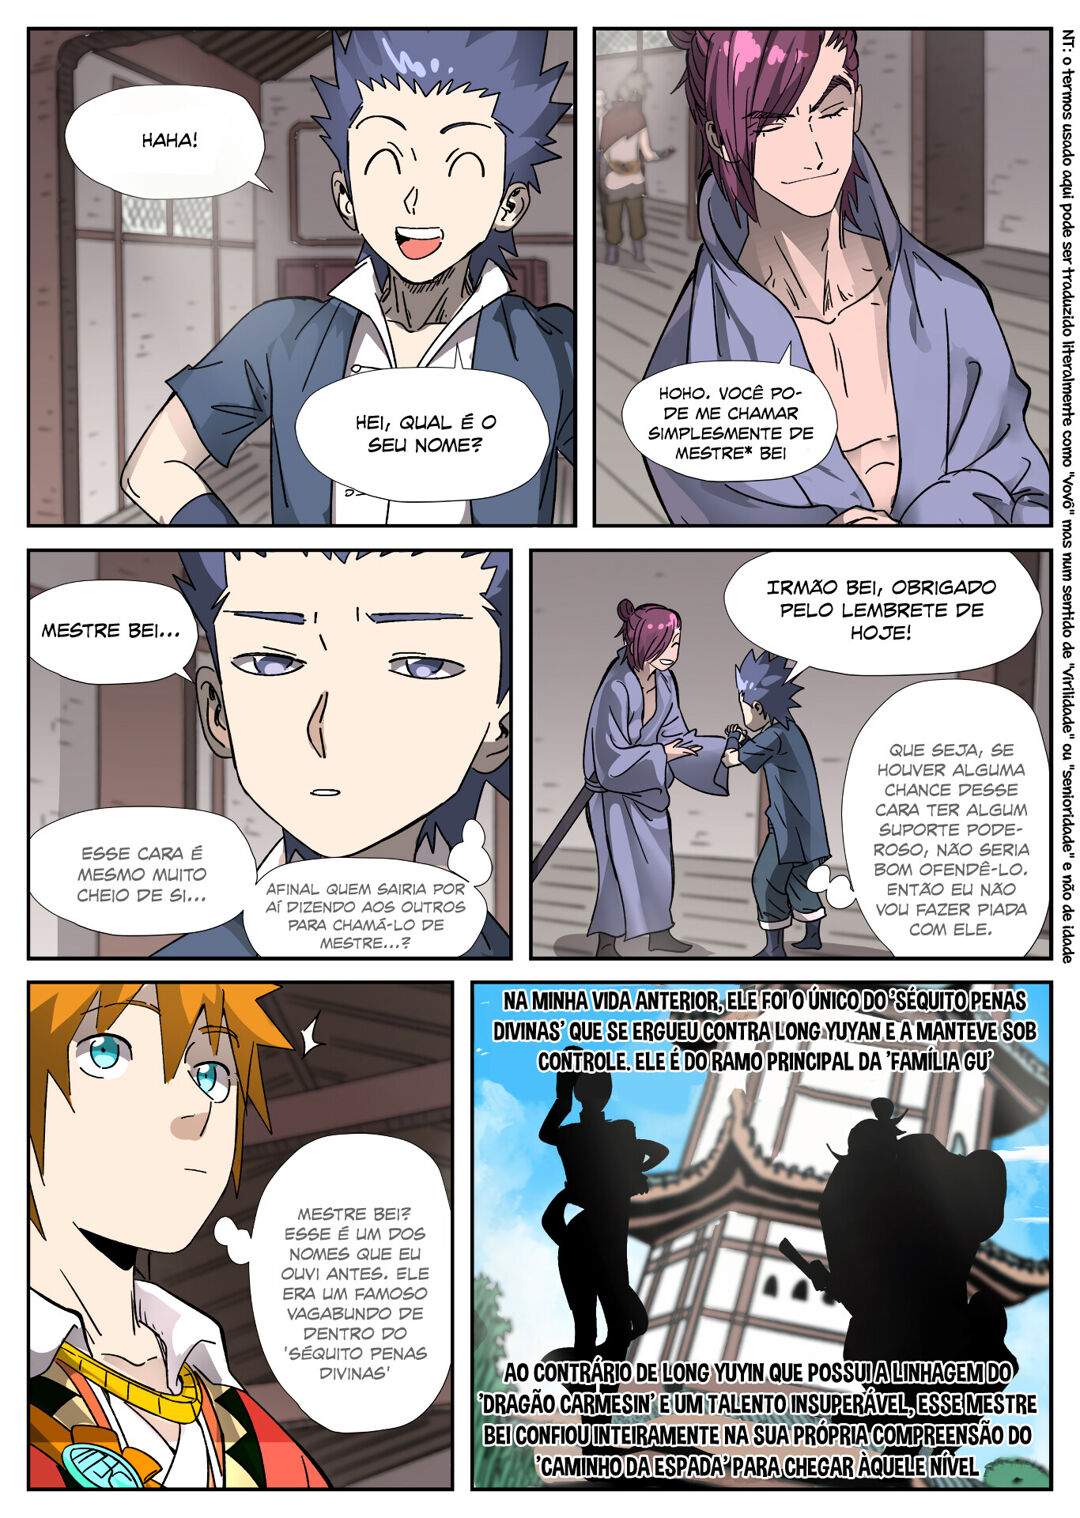 HAHA!
HEI, QUAL É O
SEU NOME?
HOHO. VOCÊ PO-
DE ME CHAMAR
SIMPLESMENTE DE
MESTRE* BEI
NT: o termos usado aqui pode ser traduzido literalmente como "vovô" mas num sentido de "virilidade" ou "senioridade" e não de idade
MESTRE BEI...
ESSE CARA É
MESMO MUITO
CHEIO DE SI...
AFINAL QUEM SAIRIA POR
AÍ DIZENDO AOS OUTROS
PARA CHAMÁ-LO DE
MESTRE...?
IRMÃO BEI, OBRIGADO
PELO LEMBRETE DE
HOJE!
QUE SEJA, SE
HOUVER ALGUMA
CHANCE DESSE
CARA TER ALGUM
SUPORTE PODE-
ROSO, NÃO SERIA
BOM OFENDÊ-LO.
ENTÃO EU NÃO
VOU FAZER PIADA
COM ELE.
MESTRE BEI?
ESSE É UM DOS
NOMES QUE EU
OUVI ANTES. ELE
ERA UM FAMOSO
VAGABUNDO DE
DENTRO DO
'SÉQUITO PENAS
DIVINAS'
NA MINHA VIDA ANTERIOR, ELE FOI O ÚNICO DO 'SÉQUITO PENAS
DIVINAS' QUE SE ERGUEU CONTRA LONG YUYAN E A MANTEVE SOB
CONTROLE. ELE É DO RAMO PRINCIPAL DA 'FAMÍLIA GU'
AO CONTRÁRIO DE LONG YUYIN QUE POSSUI A LINHAGEM DO
'DRAGÃO CARMESIN' E UM TALENTO INSUPERÁVEL, ESSE MESTRE
BEI CONFIOU INTEIRAMENTE NA SUA PRÓPRIA COMPREENSÃO DO
'CAMINHO DA ESPADA' PARA CHEGAR ÀQUELE NÍVEL